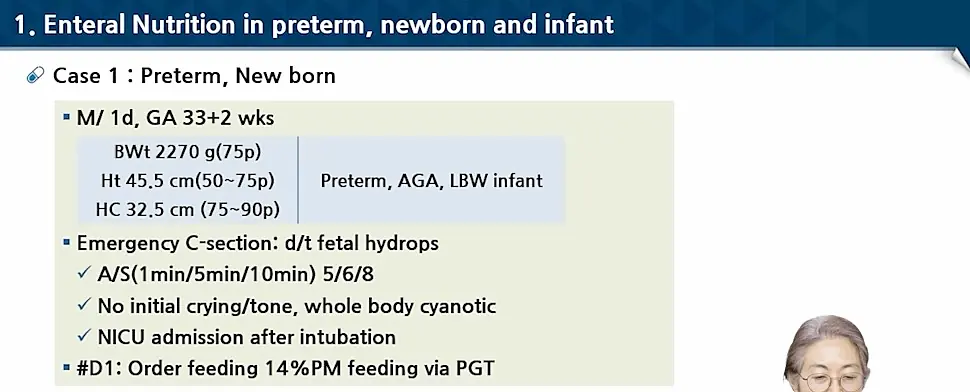 1. Enteral Nutrition in preterm, newborn and infant
Case 1 : Preterm, New born
M/ 1d, GA 33+2 wks
BWt 2270 g(75p)
Ht 45.5 cm(50~75p)
HC 32.5 cm (75~90p)
Preterm, AGA, LBW infant
Emergency C-section: d/t fetal hydrops
A/S(1min/5min/10min) 5/6/8
No initial crying/tone, whole body cyanotic
NICU admission after intubation
#D1: Order feeding 14%PM feeding via PGT